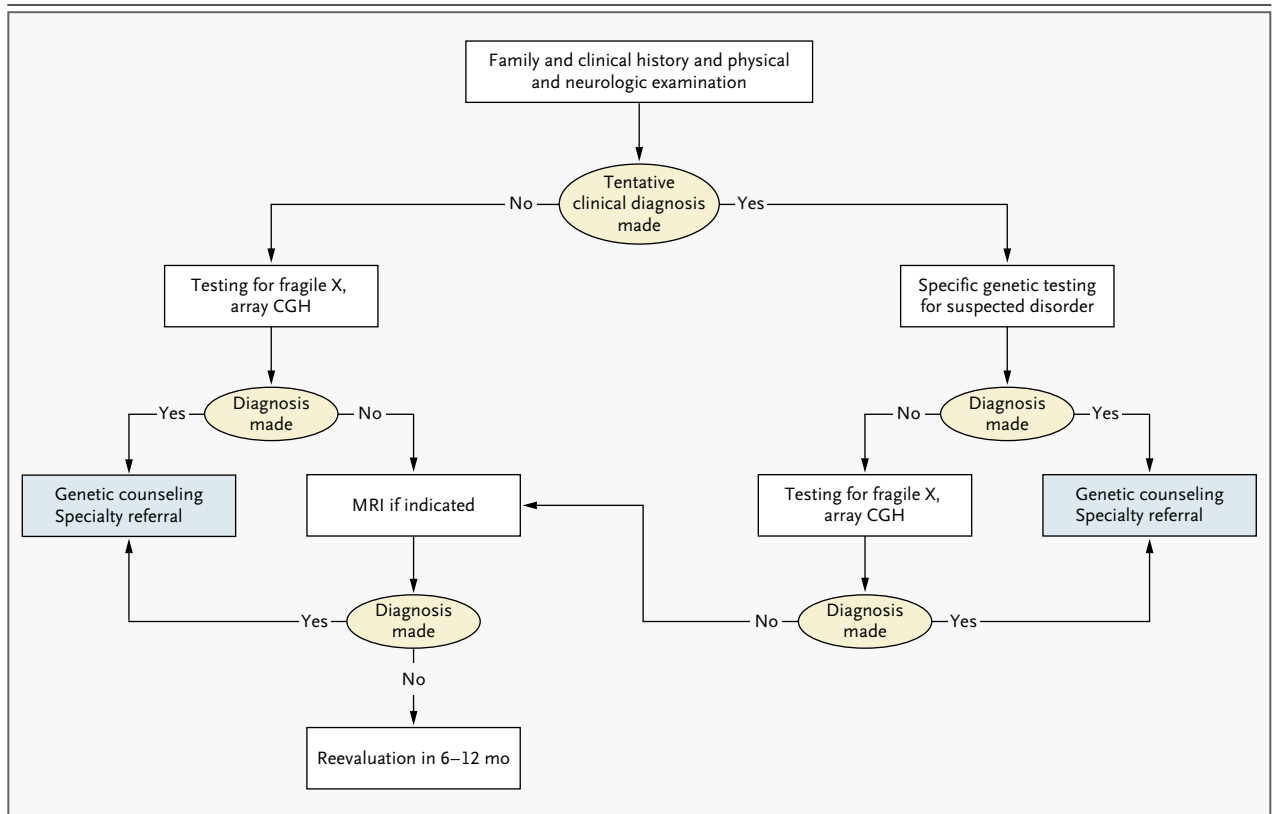 Family and clinical history and physical
and neurologic examination
Tentative
clinical diagnosis
made
No
Yes
Testing for fragile X,
array CGH
Specific genetic testing
for suspected disorder
Yes
Diagnosis
made
No
No
Diagnosis
made
Yes
Genetic counseling
Specialty referral
MRI if indicated
Testing for fragile X,
array CGH
Genetic counseling
Specialty referral
Yes
Diagnosis
made
No
Diagnosis
made
Yes
No
Reevaluation in 6–12 mo